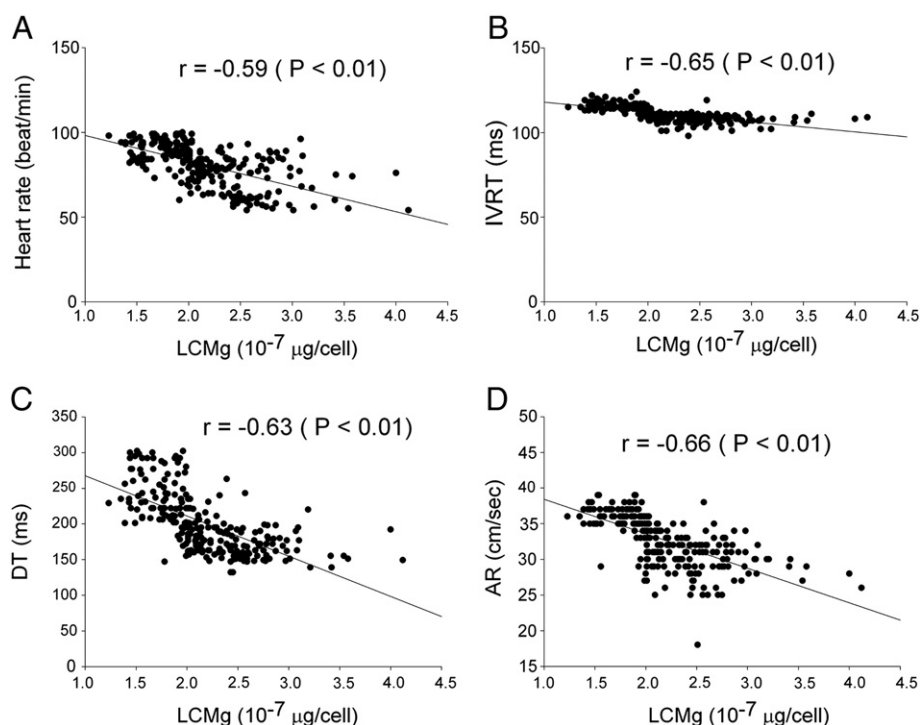 A
B
r = -0.59 ( P < 0.01)
r = -0.65 ( P < 0.01)
Heart rate (beat/min)
150
100
50
0
1.0 1.5 2.0 2.5 3.0 3.5 4.0 4.5
LCMg (10-7 μg/cell)
IVRT (ms)
150
100
50
0
1.0 1.5 2.0 2.5 3.0 3.5 4.0 4.5
LCMg (10-7 μg/cell)
C
D
r = -0.63 ( P < 0.01)
r = -0.66 ( P < 0.01)
DT (ms)
350
300
250
200
150
100
50
0
1.0 1.5 2.0 2.5 3.0 3.5 4.0 4.5
LCMg (10-7 μg/cell)
AR (cm/sec)
50
45
40
35
30
25
20
15
1.0 1.5 2.0 2.5 3.0 3.5 4.0 4.5
LCMg (10-7 μg/cell)